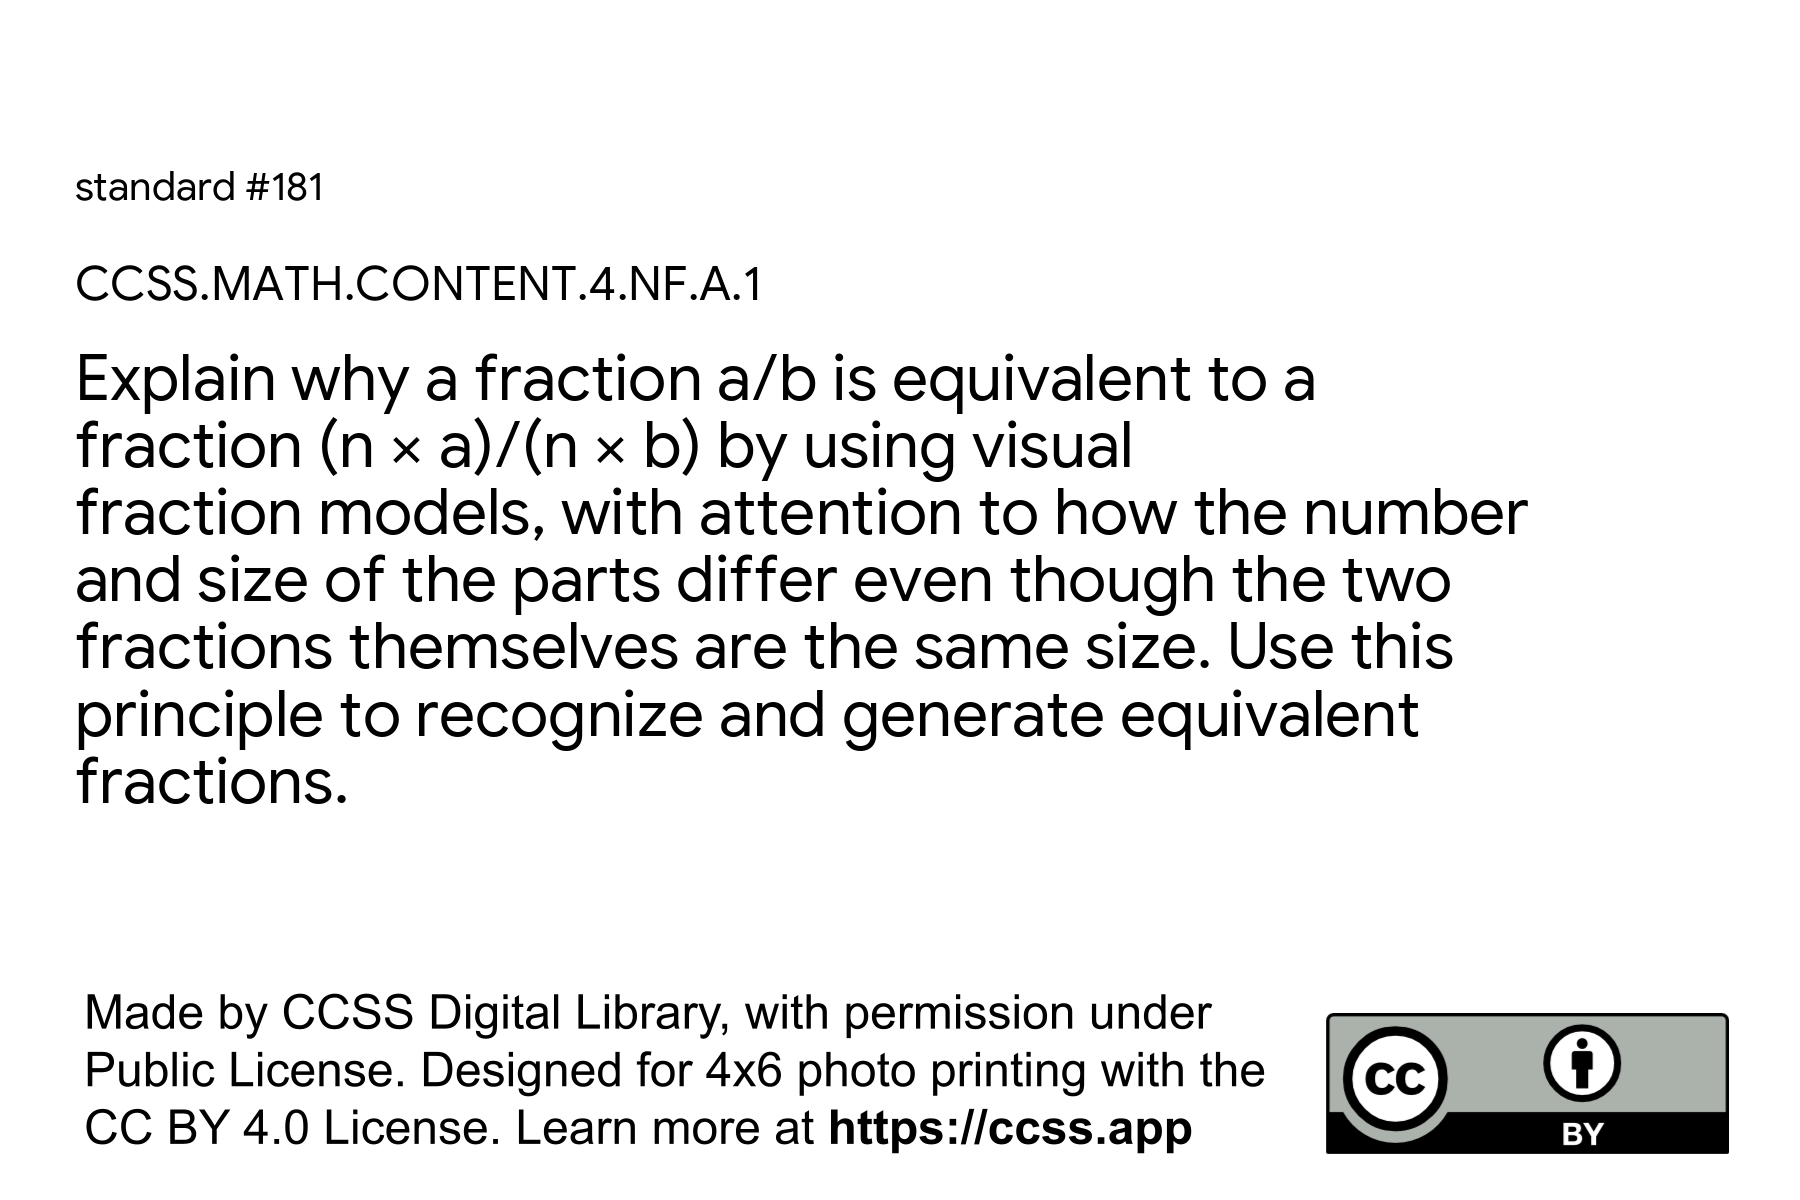 standard #181
CCSS.MATH.CONTENT.4.NF.A.1
Explain why a fraction a/b is equivalent to a
fraction (n × a)/(n × b) by using visual
fraction models, with attention to how the number
and size of the parts differ even though the two
fractions themselves are the same size. Use this
principle to recognize and generate equivalent
fractions.
Made by CCSS Digital Library, with permission under
Public License. Designed for 4x6 photo printing with the
CC BY 4.0 License. Learn more at https://ccss.app
CC
BY